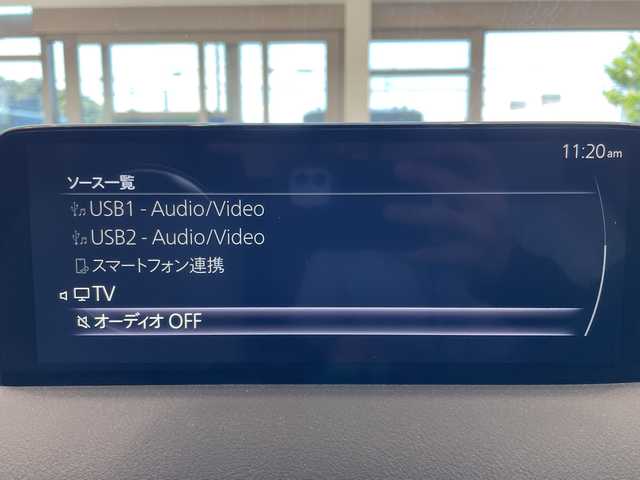 11:20am
ソース一覧
USB1 - Audio/Video
USB2 - Audio/Video
スマートフォン連携
TV
オーディオ OFF